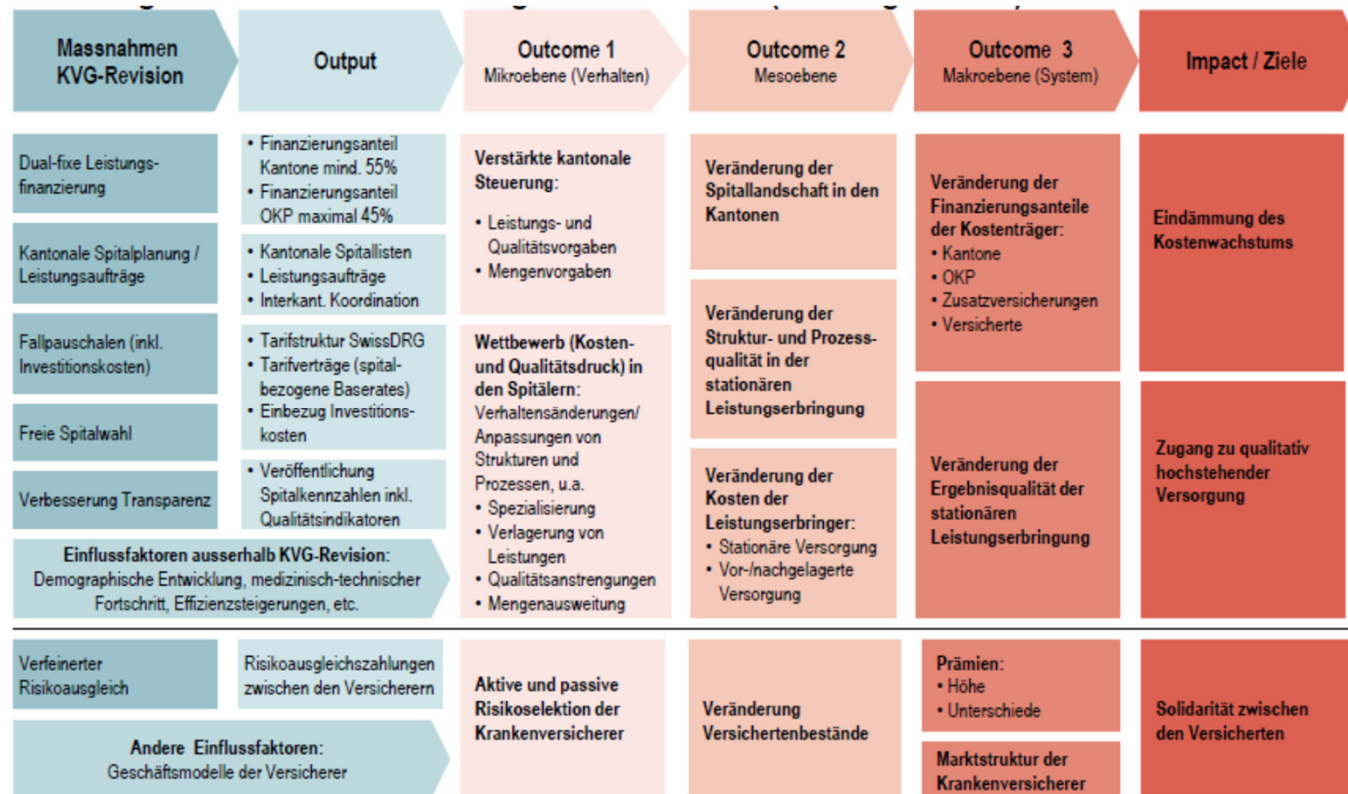 Massnahmen
KVG-Revision
Output
Outcome 1
Mikroebene (Verhalten)
Outcome 2
Mesoebene
Outcome 3
Makroebene (System)
Impact / Ziele
Dual-fixe Leistungs-
finanzierung
Kantonale Spitalplanung /
Leistungsaufträge
Fallpauschalen (inkl.
Investitionskosten)
Freie Spitalwahl
Verbesserung Transparenz
• Finanzierungsanteil
Kantone mind. 55%
• Finanzierungsanteil
OKP maximal 45%
• Kantonale Spitallisten
• Leistungsaufträge
• Interkant. Koordination
• Tarifstruktur SwissDRG
• Tarifverträge (spital-
bezogene Baserates)
• Einbezug Investitions-
kosten
• Veröffentlichung
Spitalkennzahlen inkl.
Qualitätsindikatoren
Einflussfaktoren ausserhalb KVG-Revision:
Demographische Entwicklung, medizinisch-technischer
Fortschritt, Effizienzsteigerungen, etc.
Verstärkte kantonale
Steuerung:
• Leistungs- und
Qualitätsvorgaben
• Mengenvorgaben
Wettbewerb (Kosten-
und Qualitätsdruck) in
den Spitälern:
Verhaltensänderungen/
Anpassungen von
Strukturen und
Prozessen, u.a.
• Spezialisierung
• Verlagerung von
Leistungen
• Qualitätsanstrengungen
• Mengenausweitung
Veränderung der
Spitallandschaft in den
Kantonen
Veränderung der
Struktur- und Prozess-
qualität in der
stationären
Leistungserbringung
Veränderung der
Kosten der
Leistungserbringer:
• Stationäre Versorgung
• Vor-/nachgelagerte
Versorgung
Veränderung der
Finanzierungsanteile
der Kostenträger:
• Kantone
• OKP
• Zusatzversicherungen
• Versicherte
Veränderung der
Ergebnisqualität der
stationären
Leistungserbringung
Eindämmung des
Kostenwachstums
Zugang zu qualitativ
hochstehender
Versorgung
Verfeinerter
Risikoausgleich
Risikoausgleichszahlungen
zwischen den Versicherern
Andere Einflussfaktoren:
Geschäftsmodelle der Versicherer
Aktive und passive
Risikoselektion der
Krankenversicherer
Veränderung
Versichertenbestände
Prämien:
• Höhe
• Unterschiede
Marktstruktur der
Krankenversicherer
Solidarität zwischen
den Versicherten